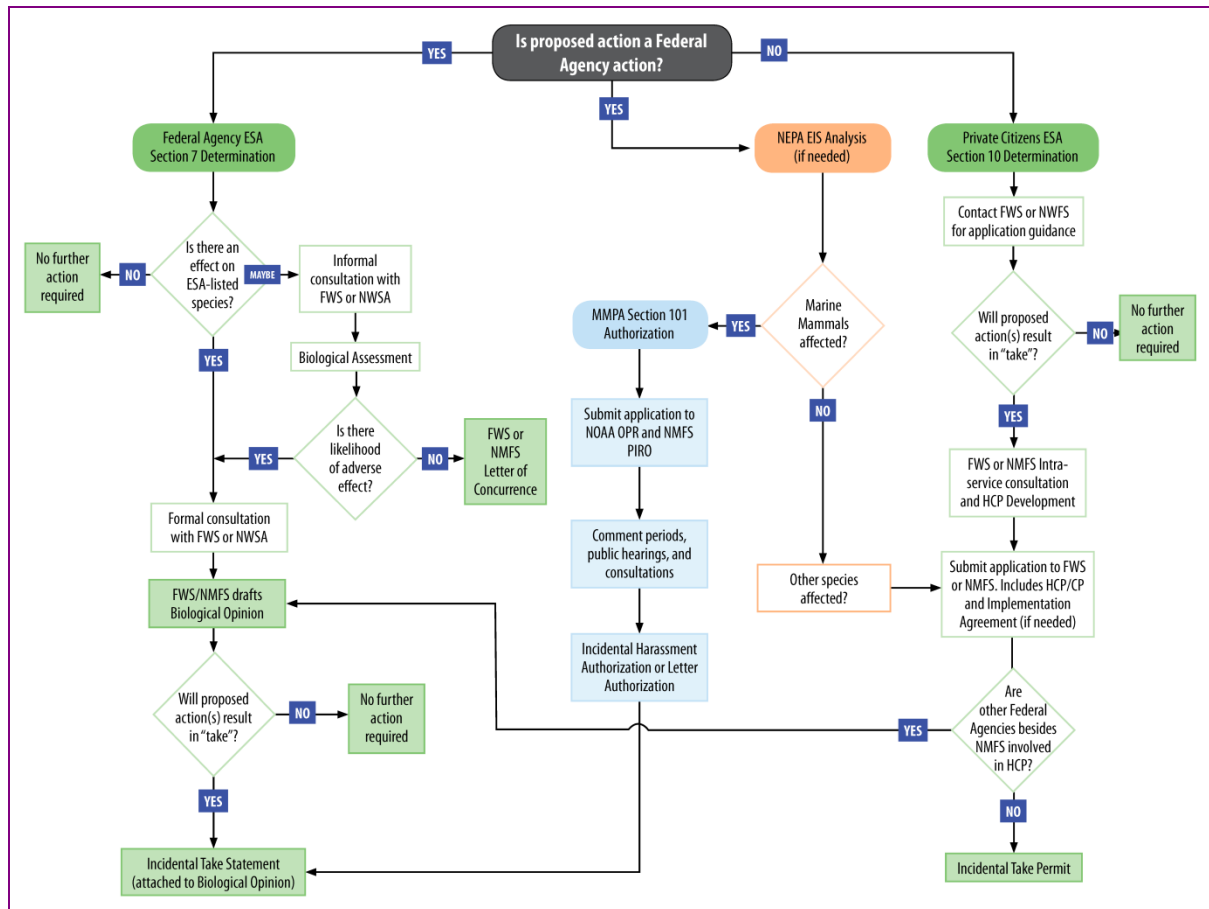 Is proposed action a Federal
Agency action?
YES
NO
YES
Federal Agency ESA
Section 7 Determination
NEPA EIS Analysis
(if needed)
Private Citizens ESA
Section 10 Determination
Contact FWS or NWFS
for application guidance
Is there an
effect on
ESA-listed
species?
No further
action
required
NO
MAYBE
Informal
consultation with
FWS or NWSA
MMPA Section 101
Authorization
YES
Marine
Mammals
affected?
Will proposed
action(s) result
in "take"?
NO
No further
action
required
YES
Biological Assessment
NO
YES
Submit application to
NOAA OPR and NMFS
PIRO
Is there
likelihood
of adverse
effect?
YES
NO
FWS or
NMFS
Letter of
Concurrence
FWS or NMFS Intra-
service consultation
and HCP Development
Formal consultation
with FWS or NWSA
Comment periods,
public hearings, and
consultations
Other species
affected?
Submit application to FWS
or NMFS. Includes HCP/CP
and Implementation
Agreement (if needed)
FWS/NMFS drafts
Biological Opinion
Incidental Harassment
Authorization or Letter
Authorization
Will proposed
action(s) result
in "take"?
NO
No further
action
required
YES
Are
other Federal
Agencies besides
NMFS involved
in HCP?
YES
NO
Incidental Take Statement
(attached to Biological Opinion)
Incidental Take Permit